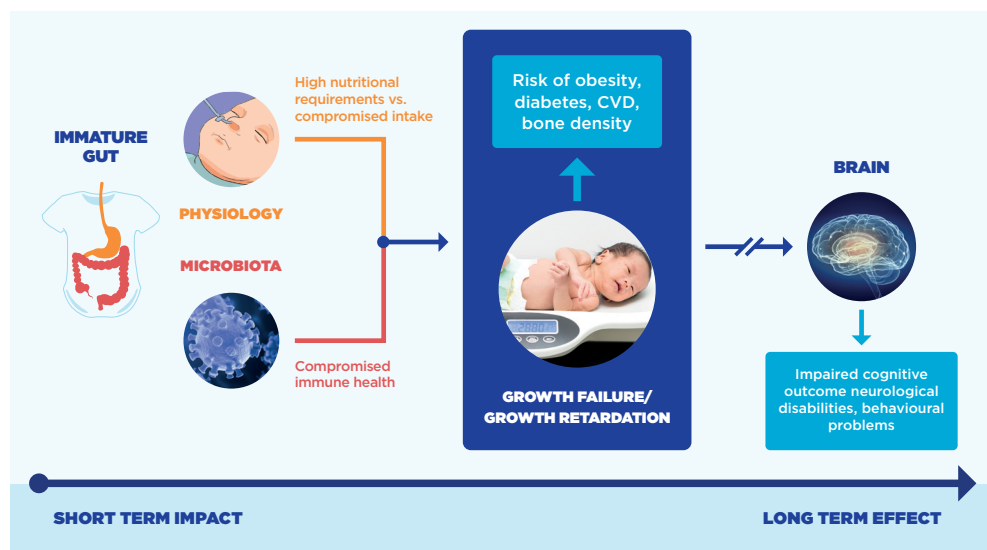 IMMATURE
GUT
High nutritional
requirements vs.
compromised intake
PHYSIOLOGY
MICROBIOTA
Compromised
immune health
Risk of obesity,
diabetes, CVD,
bone density
GROWTH FAILURE/
GROWTH RETARDATION
BRAIN
Impaired cognitive
outcome neurological
disabilities, behavioural
problems
SHORT TERM IMPACT
LONG TERM EFFECT